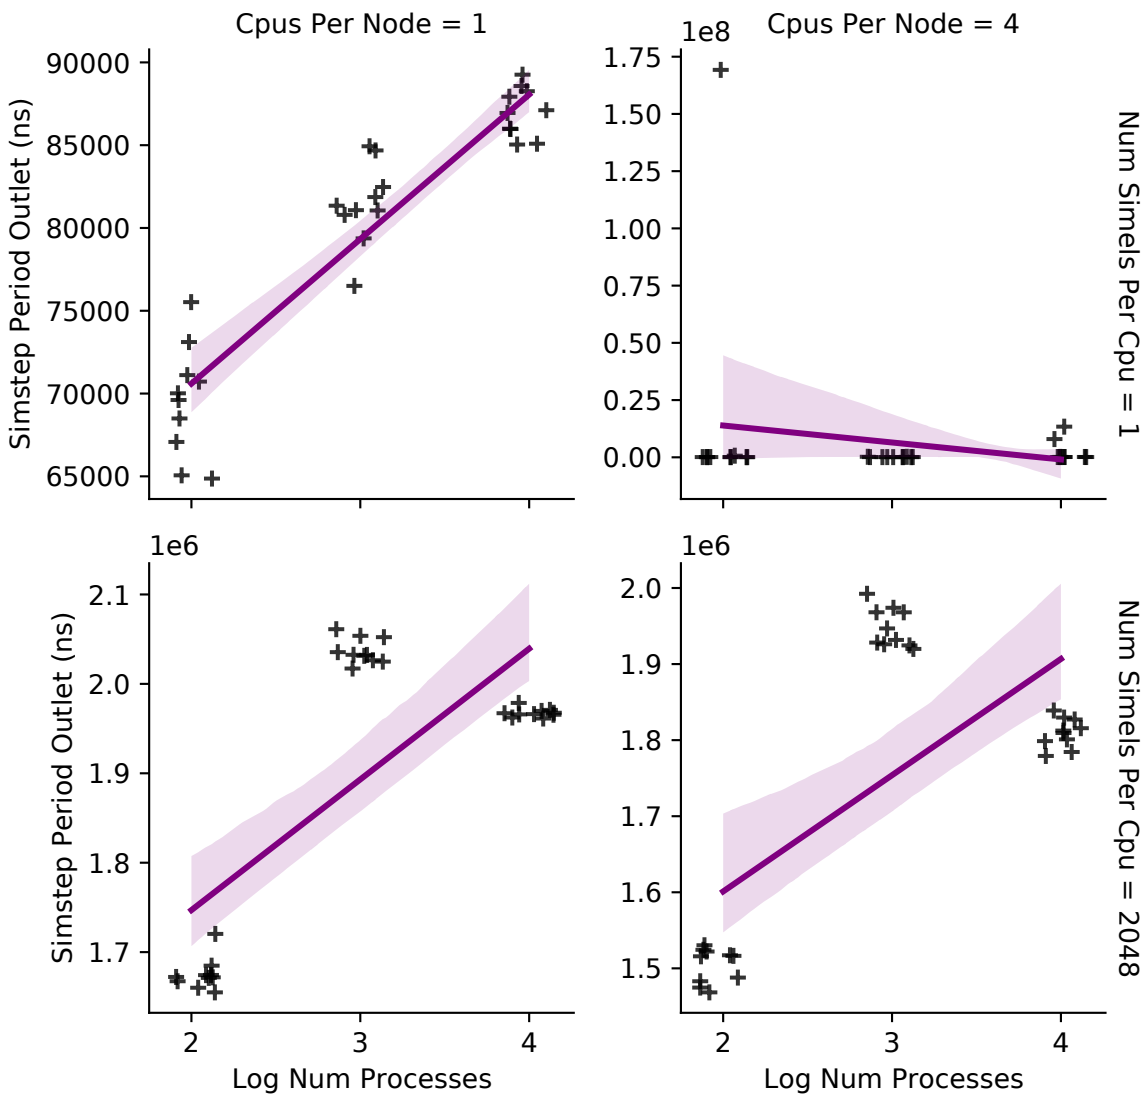 Cpus Per Node = 1
Cpus Per Node = 4
1e8
Simstep Period Outlet (ns)
90000
85000
80000
75000
70000
65000
1.75
1.50
1.25
1.00
0.75
0.50
0.25
0.00
Num Simels Per Cpu = 1
1e6
1e6
Simstep Period Outlet (ns)
2.1
2.0
1.9
1.8
1.7
2.0
1.9
1.8
1.7
1.6
1.5
Num Simels Per Cpu = 2048
2
3
4
2
3
4
Log Num Processes
Log Num Processes